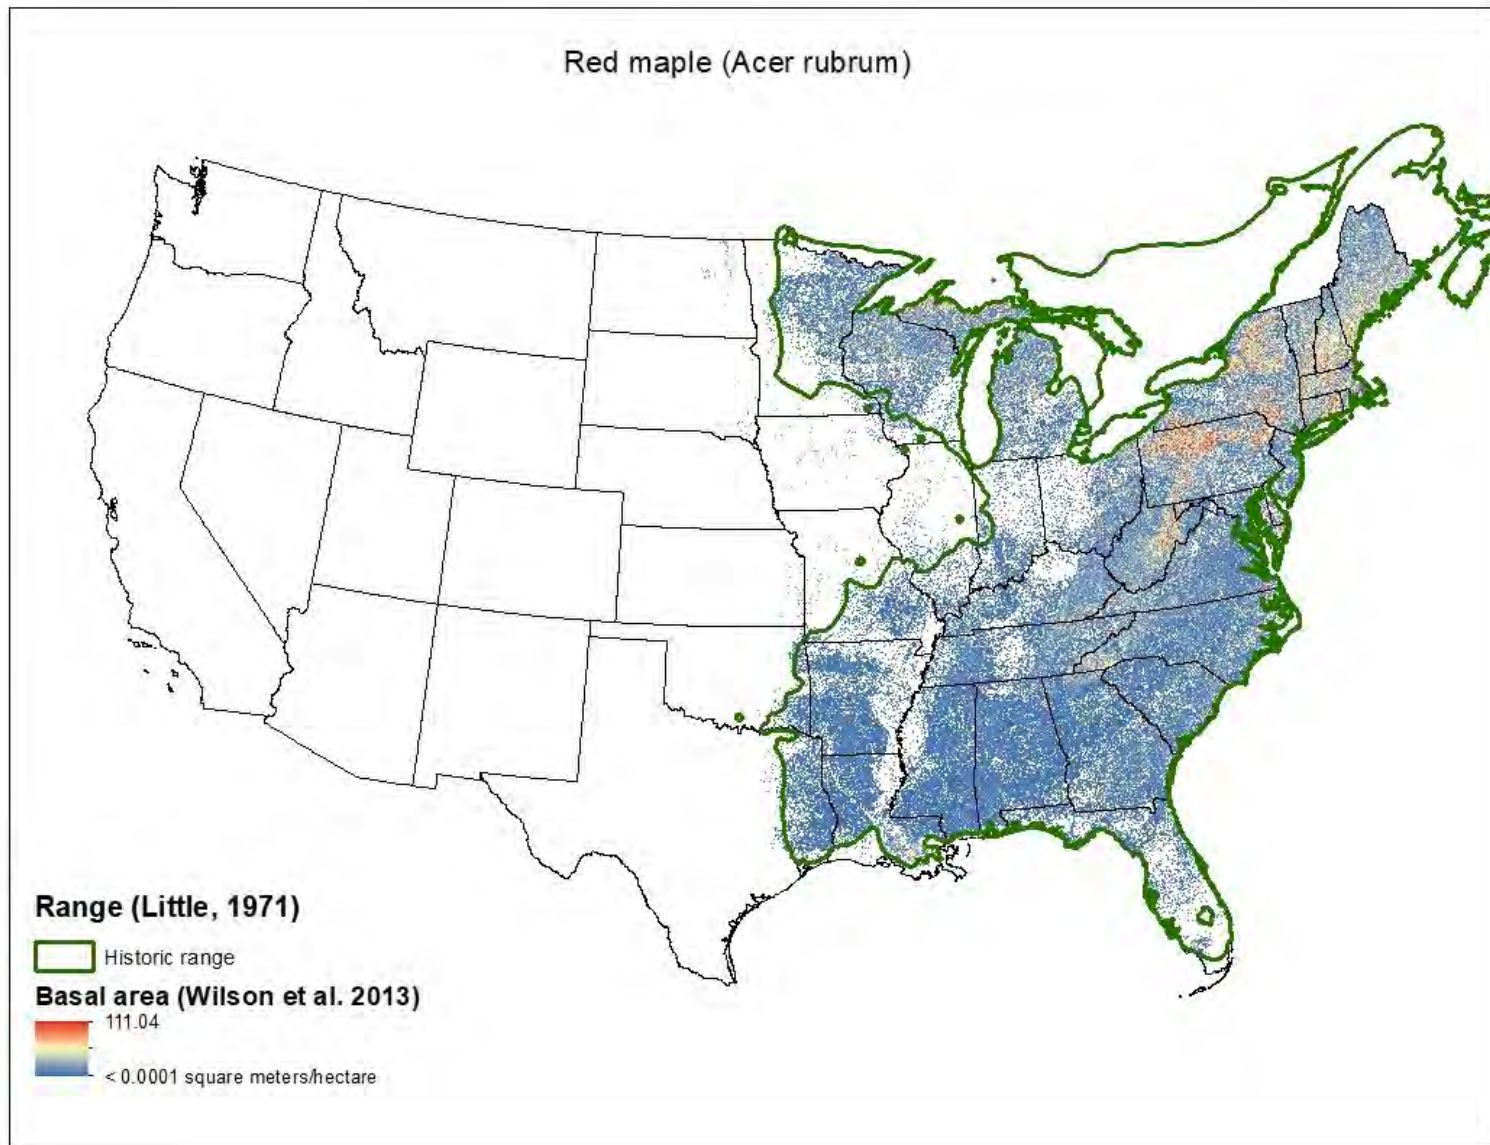 Red maple (Acer rubrum)
Range (Little, 1971)
Historic range
Basal area (Wilson et al. 2013)
111.04
< 0.0001 square meters/hectare